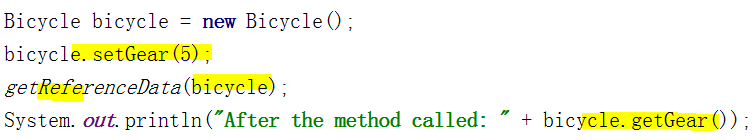 Bicycle bicycle = new Bicycle();
bicycle.setGear(5);
getReferenceData(bicycle);
System.out.println("After the method called: " + bicycle.getGear());